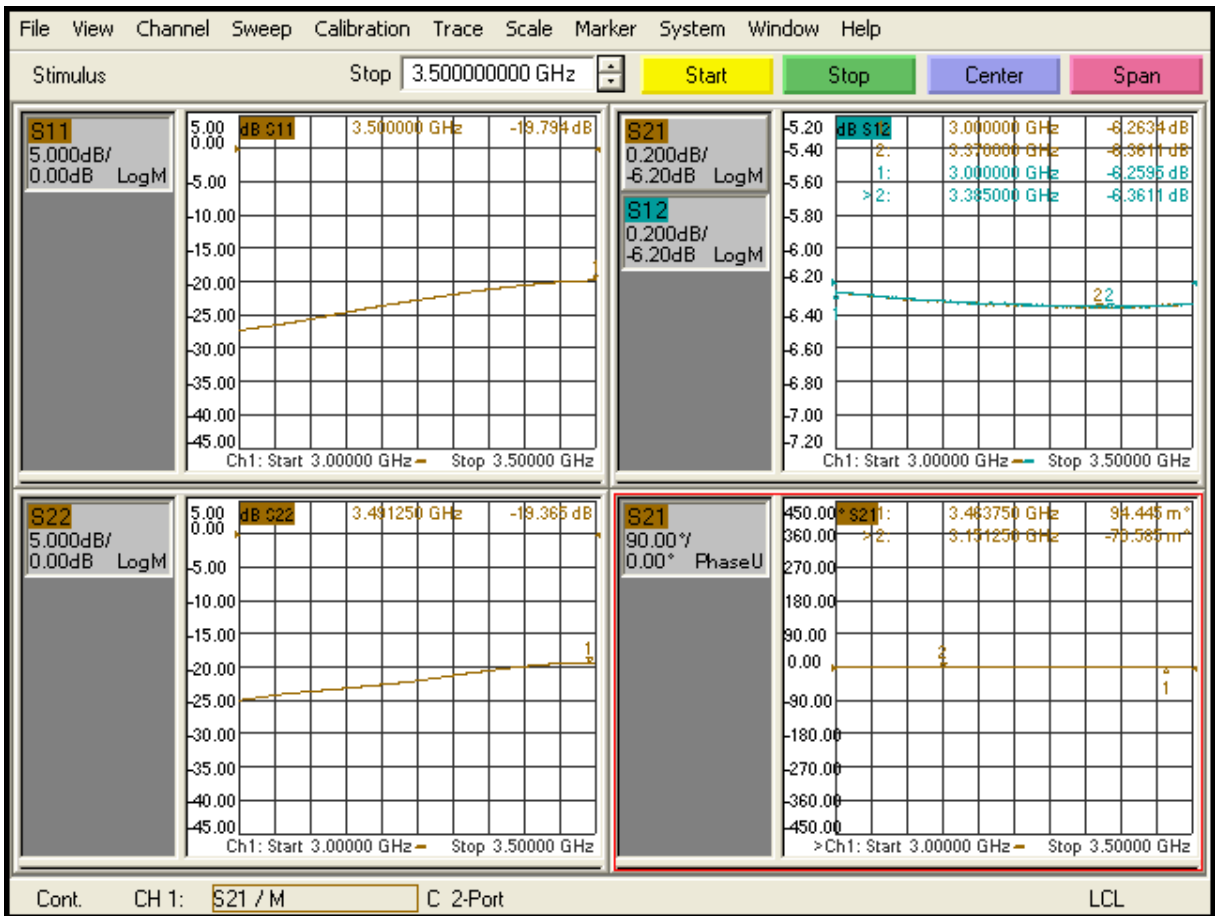 File View Channel Sweep Calibration Trace Scale Marker System Window Help
Stimulus Stop 3.500000000 GHz Start Stop Center Span
S11
5.000dB/
0.00dB LogM
5.00 dB S11 3.500000 GHz -19.794 dB
0.00
-5.00
-10.00
-15.00
-20.00
-25.00
-30.00
-35.00
-40.00
-45.00
1
Ch1: Start 3.00000 GHz Stop 3.50000 GHz
S21
0.200dB/
-6.20dB LogM
S12
0.200dB/
-6.20dB LogM
-5.20 dB S12 3.000000 GHz -6.2634 dB
-5.40 2: 3.370000 GHz -6.3611 dB
1: 3.000000 GHz -6.2595 dB
-5.60
>2: 3.385000 GHz -6.3611 dB
-5.80
-6.00
-6.20
22
-6.40
-6.60
-6.80
-7.00
-7.20
Ch1: Start 3.00000 GHz Stop 3.50000 GHz
S22
5.000dB/
0.00dB LogM
5.00 dB S22 3.491250 GHz -19.365 dB
0.00
-5.00
-10.00
-15.00
-20.00
-25.00
-30.00
-35.00
-40.00
-45.00
1
Ch1: Start 3.00000 GHz Stop 3.50000 GHz
S21
90.00°/
0.00° PhaseU
450.00 ° S21 1: 3.463750 GHz 94.445 m°
360.00 >2: 3.151250 GHz m°
270.00
180.00
90.00
0.00
-90.00
-180.00
-270.00
-360.00
-450.00
2
1
>Ch1: Start 3.00000 GHz Stop 3.50000 GHz
Cont. CH 1: S21 / M C 2-Port LCL